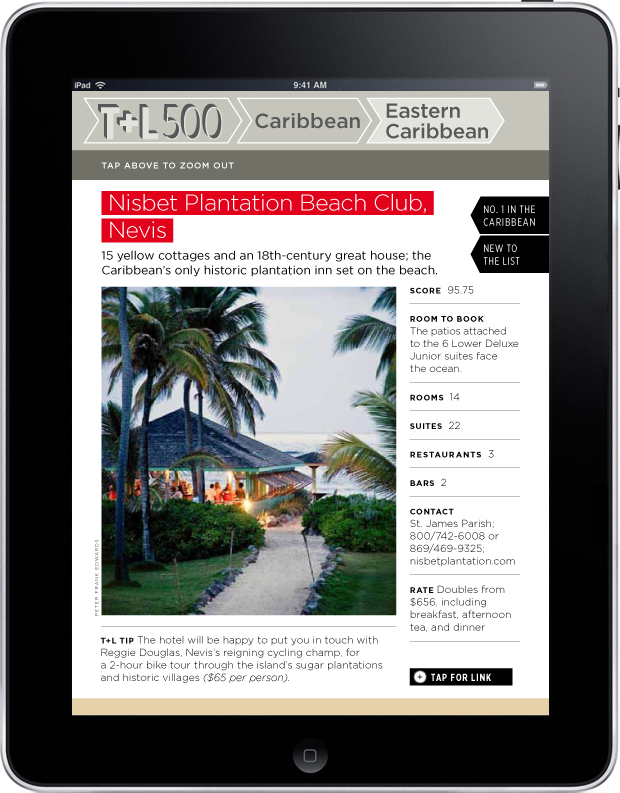 iPad
9:41 AM
T+L 500
Caribbean
Eastern
Caribbean
TAP ABOVE TO ZOOM OUT
Nisbet Plantation Beach Club,
Nevis
15 yellow cottages and an 18th-century great house; the
Caribbean's only historic plantation inn set on the beach.
NO. 1 IN THE
CARIBBEAN
NEW TO
THE LIST
PETER FRANK EDWARDS
T+L TIP The hotel will be happy to put you in touch with
Reggie Douglas, Nevis's reigning cycling champ, for
a 2-hour bike tour through the island's sugar plantations
and historic villages ($65 per person).
SCORE 95.75
ROOM TO BOOK
The patios attached
to the 6 Lower Deluxe
Junior suites face
the ocean.
ROOMS 14
SUITES 22
RESTAURANTS 3
BARS 2
CONTACT
St. James Parish;
800/742-6008 or
869/469-9325;
nisbetplantation.com
RATE Doubles from
$656, including
breakfast, afternoon
tea, and dinner
TAP FOR LINK